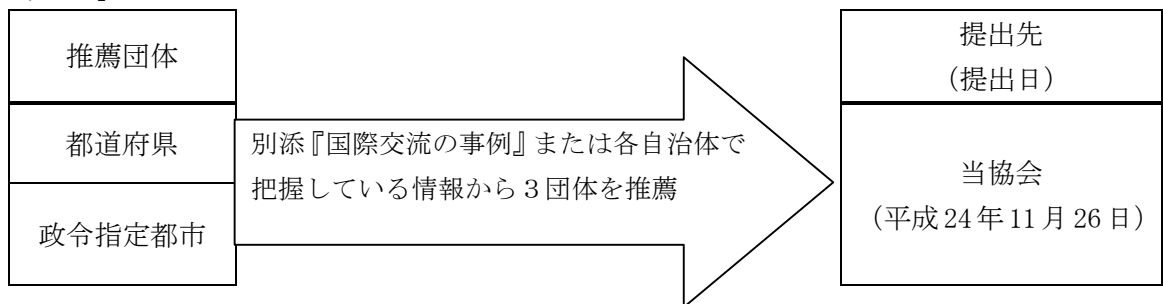 推薦団体
都道府県
政令指定都市
別添『国際交流の事例』または各自治体で
把握している情報から３団体を推薦
提出先
（提出日）
当協会
（平成24年11月26日）